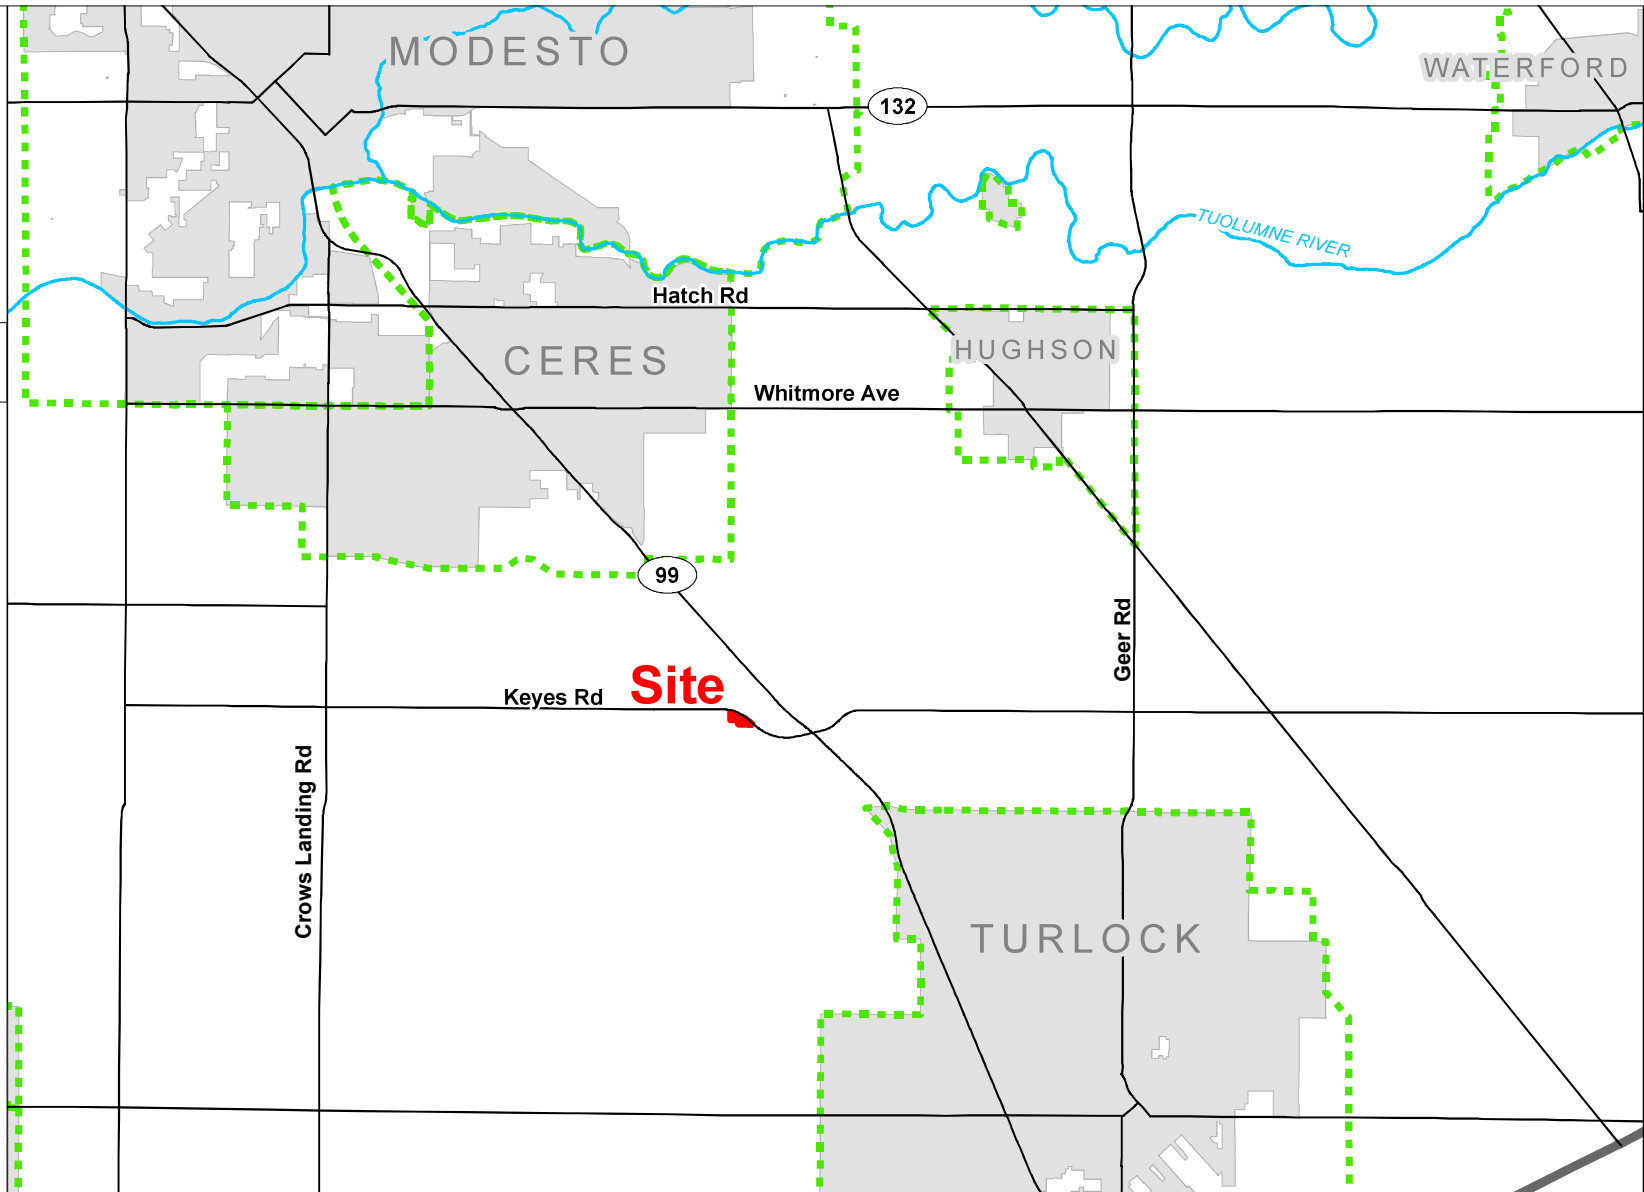 MODESTO
WATERFORD
132
TUOLUMNE RIVER
Hatch Rd
CERES
HUGHSON
Whitmore Ave
99
Geer Rd
Site
Keyes Rd
Crows Landing Rd
TURLOCK